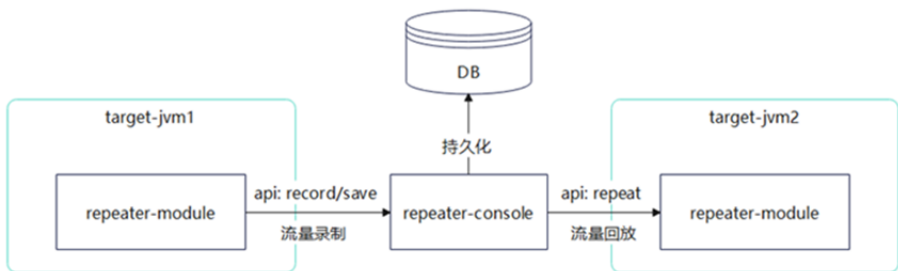 DB
target-jvm1
target-jvm2
持久化
repeater-module
api: record/save
流量录制
repeater-console
api: repeat
流量回放
repeater-module